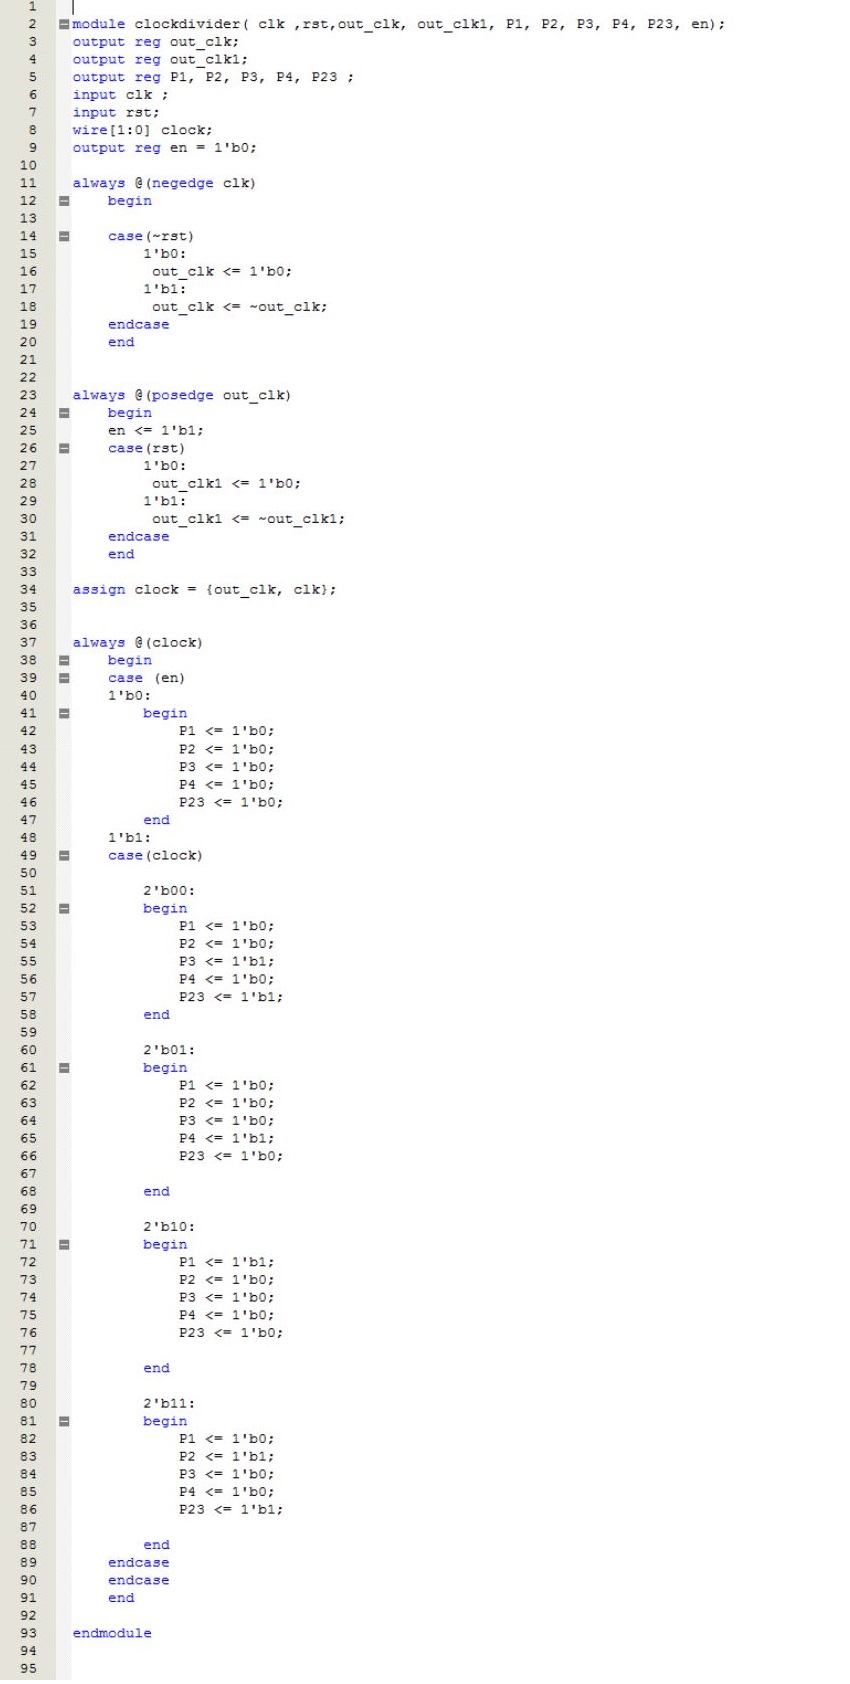 1
2 module clockdivider( clk ,rst,out_clk, out_clk1, P1, P2, P3, P4, P23, en);
3 output reg out_clk;
4 output reg out_clk1;
5 output reg P1, P2, P3, P4, P23 ;
6 input clk ;
7 input rst;
8 wire[1:0] clock;
9 output reg en = 1'b0;
10
11 always @(negedge clk)
12 begin
13
14 case(~rst)
15 1'b0:
16 out_clk <= 1'b0;
17 1'b1:
18 out_clk <= ~out_clk;
19 endcase
20 end
21
22
23 always @(posedge out_clk)
24 begin
25 en <= 1'b1;
26 case(rst)
27 1'b0:
28 out_clk1 <= 1'b0;
29 1'b1:
30 out_clk1 <= ~out_clk1;
31 endcase
32 end
33
34 assign clock = {out_clk, clk};
35
36
37 always @(clock)
38 begin
39 case (en)
40 1'b0:
41 begin
42 P1 <= 1'b0;
43 P2 <= 1'b0;
44 P3 <= 1'b0;
45 P4 <= 1'b0;
46 P23 <= 1'b0;
47 end
48 1'b1:
49 case(clock)
50
51 2'b00:
52 begin
53 P1 <= 1'b0;
54 P2 <= 1'b0;
55 P3 <= 1'b1;
56 P4 <= 1'b0;
57 P23 <= 1'b1;
58 end
59
60 2'b01:
61 begin
62 P1 <= 1'b0;
63 P2 <= 1'b0;
64 P3 <= 1'b0;
65 P4 <= 1'b1;
66 P23 <= 1'b0;
67
68 end
69
70 2'b10:
71 begin
72 P1 <= 1'b1;
73 P2 <= 1'b0;
74 P3 <= 1'b0;
75 P4 <= 1'b0;
76 P23 <= 1'b0;
77
78 end
79
80 2'b11:
81 begin
82 P1 <= 1'b0;
83 P2 <= 1'b1;
84 P3 <= 1'b0;
85 P4 <= 1'b0;
86 P23 <= 1'b1;
87
88 end
89 endcase
90 endcase
91 end
92
93 endmodule
94
95